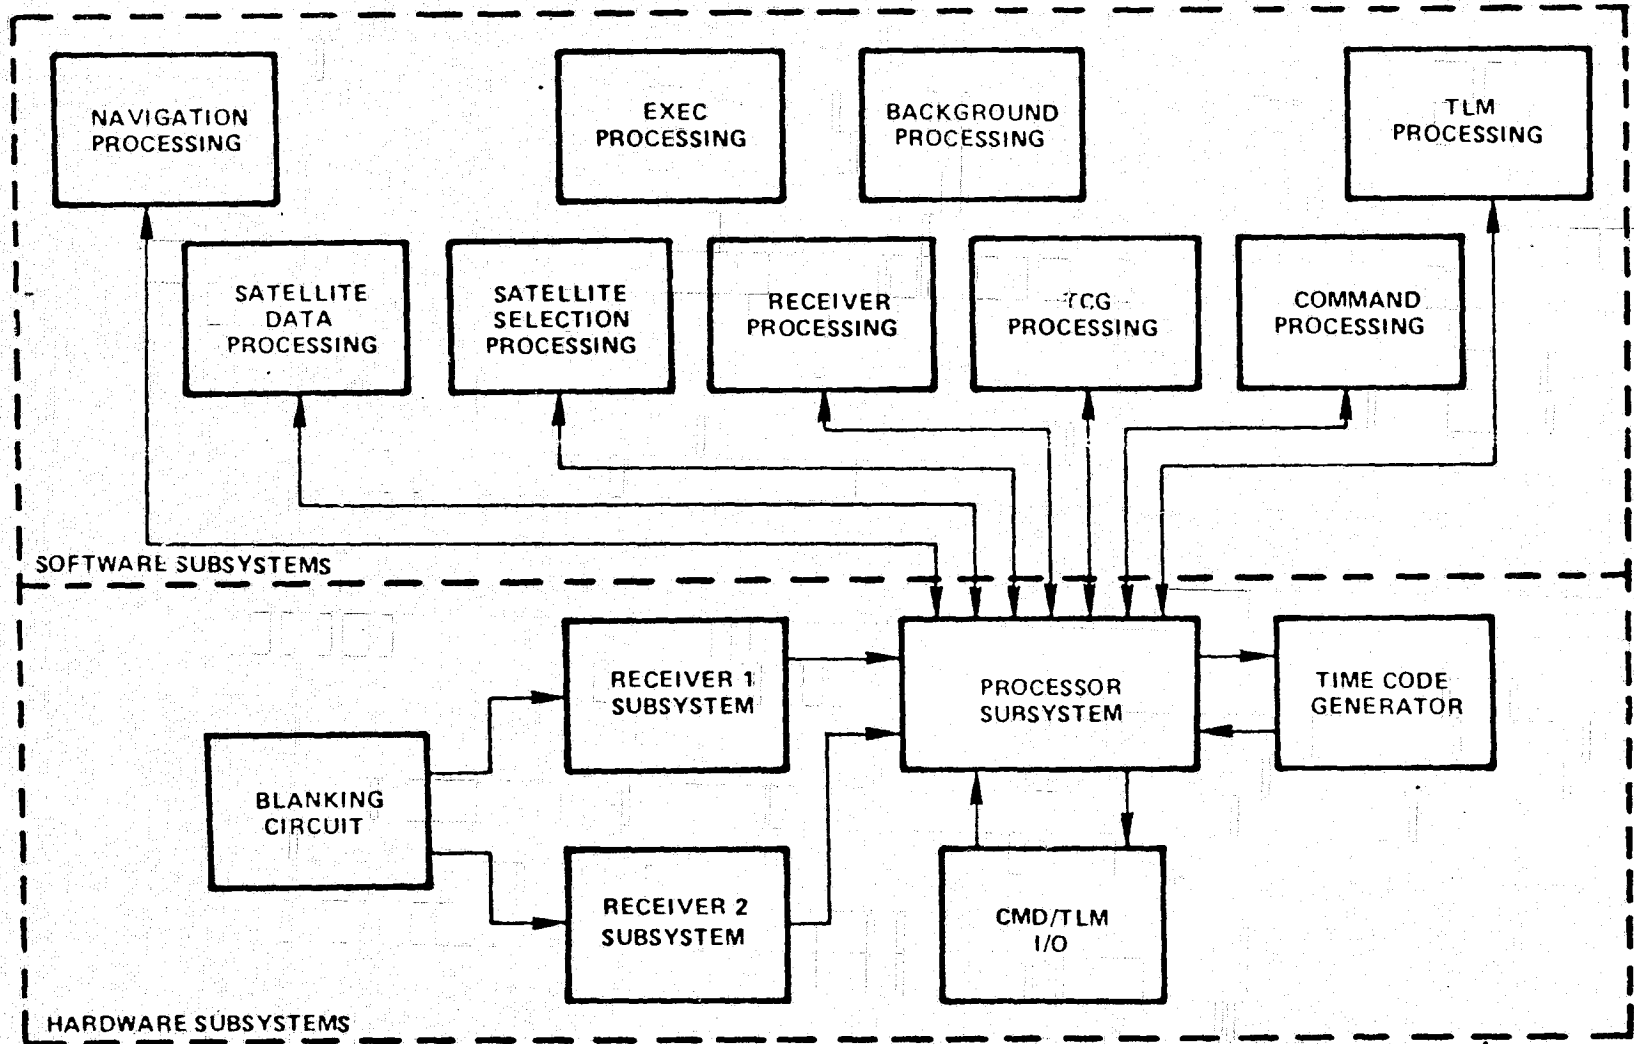 NAVIGATION
PROCESSING
EXEC
PROCESSING
BACKGROUND
PROCESSING
TLM
PROCESSING
SATELLITE
DATA
PROCESSING
SATELLITE
SELECTION
PROCESSING
RECEIVER
PROCESSING
TCG
PROCESSING
COMMAND
PROCESSING
SOFTWARE SUBSYSTEMS
RECEIVER 1
SUBSYSTEM
PROCESSOR
SUBSYSTEM
TIME CODE
GENERATOR
BLANKING
CIRCUIT
RECEIVER 2
SUBSYSTEM
CMD/TLM
I/O
HARDWARE SUBSYSTEMS